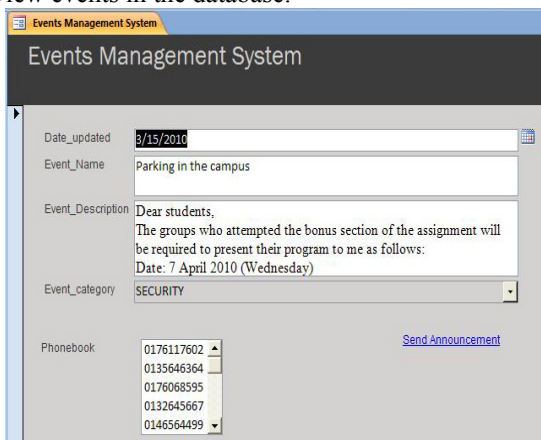 view events in the database.
Events Management System
Events Management System
Date_updated 3/15/2010
Event_Name Parking in the campus
Event_Description Dear students,
The groups who attempted the bonus section of the assignment will
be required to present their program to me as follows:
Date: 7 April 2010 (Wednesday)
Event_category SECURITY
Phonebook
0176117602
0135646364
0176068595
0132645667
0146564499
Send Announcement